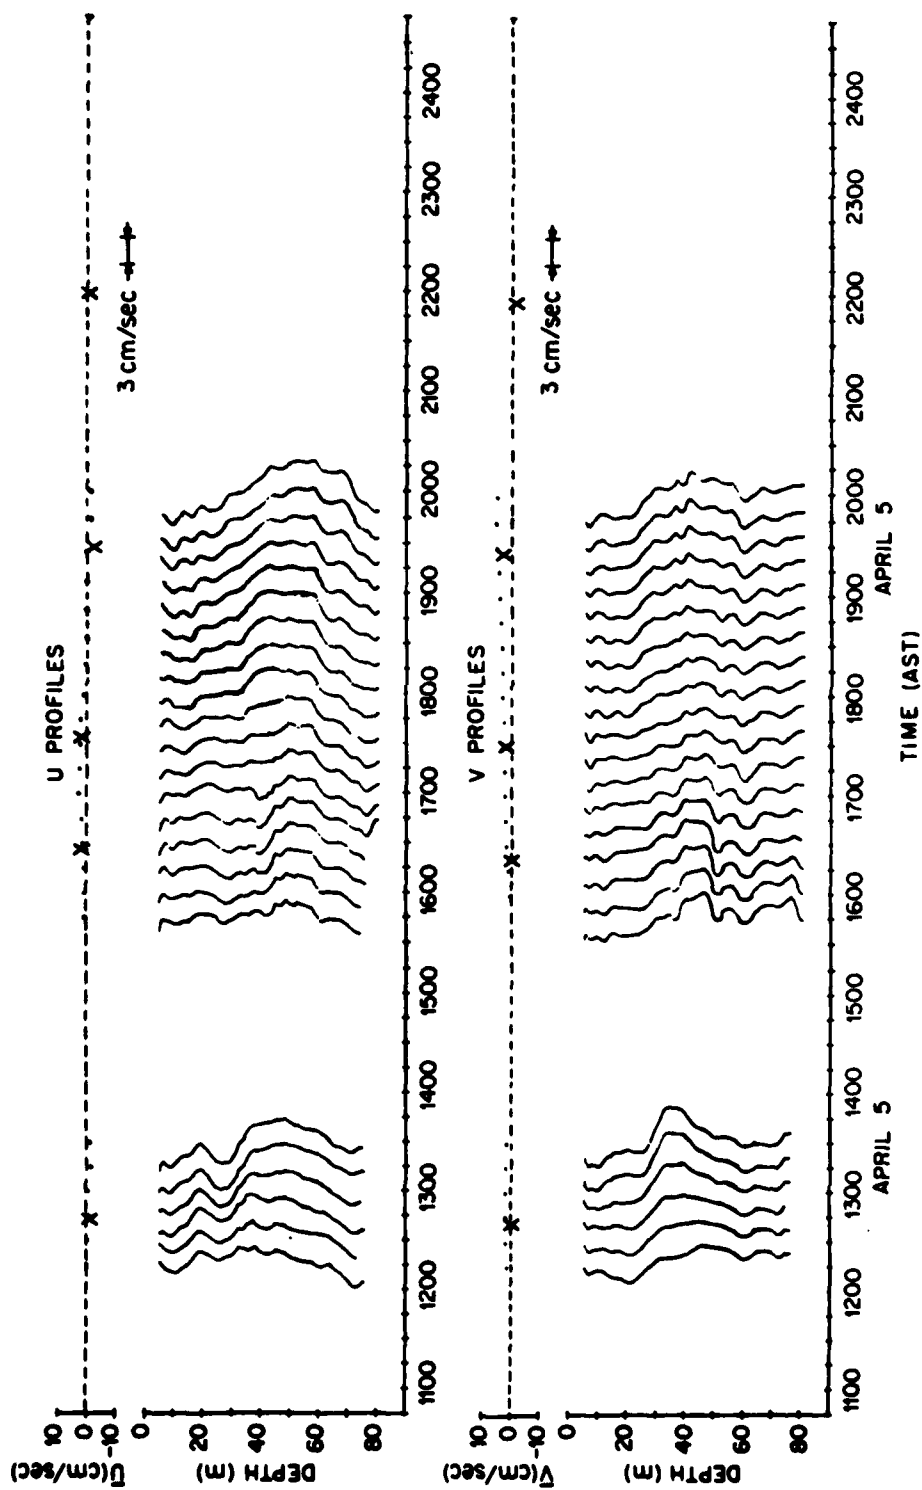 U PROFILES
Ū(cm/sec)
10
0
-10
3 cm/sec
DEPTH (m)
0
20
40
60
80
1100 1200 1300 1400 1500 1600 1700 1800 1900 2000 2100 2200 2300 2400
V PROFILES
V̄(cm/sec)
10
0
-10
3 cm/sec
DEPTH (m)
0
20
40
60
80
1100 1200 1300 1400 1500 1600 1700 1800 1900 2000 2100 2200 2300 2400
APRIL 5 APRIL 5
TIME (AST)